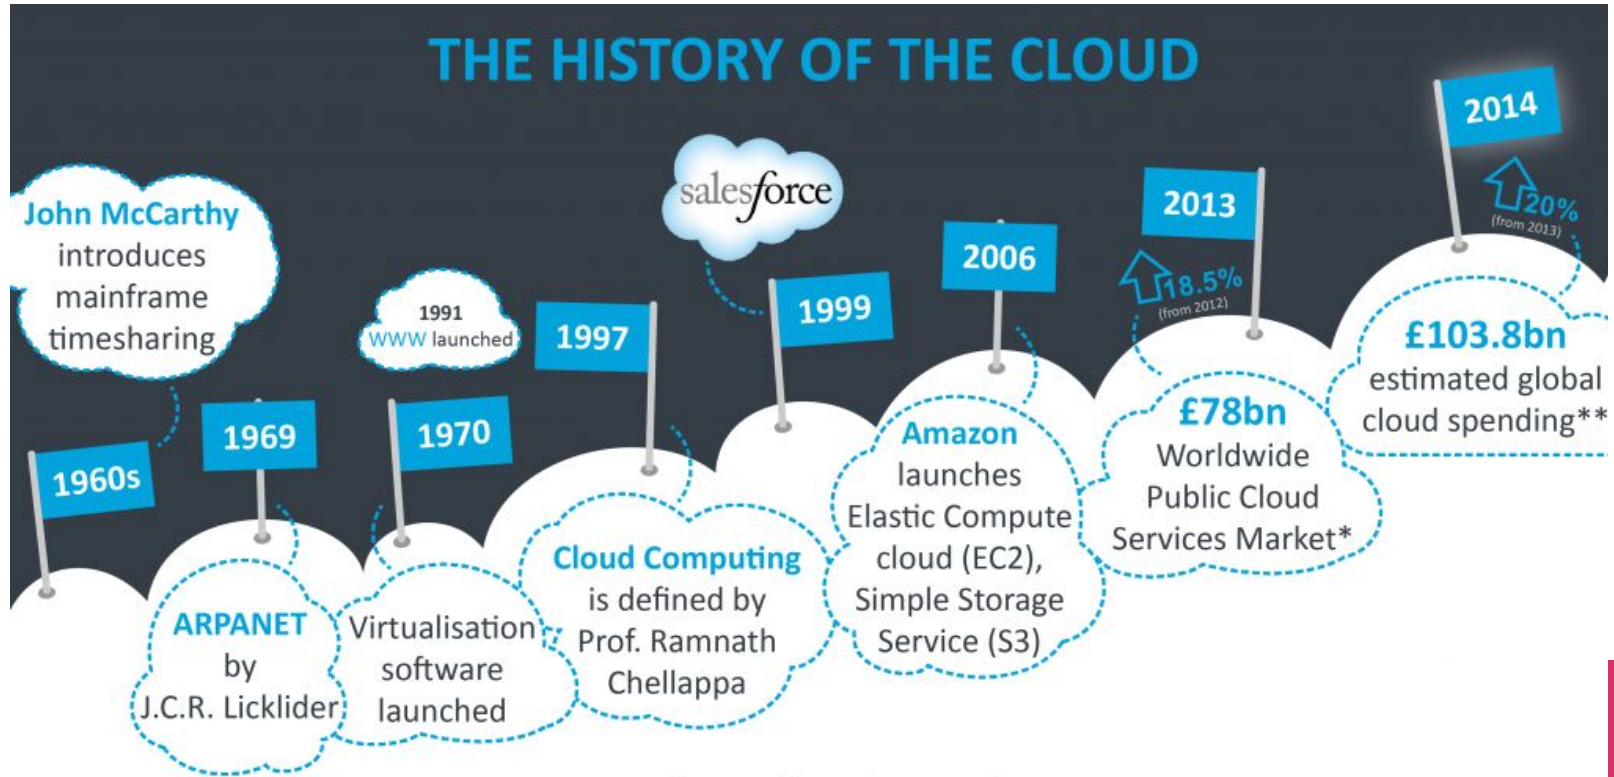 THE HISTORY OF THE CLOUD
John McCarthy
introduces
mainframe
timesharing
1960s
1969
ARPANET
by
J.C.R. Licklider
1970
Virtualisation
software
launched
1991
WWW launched
1997
Cloud Computing
is defined by
Prof. Ramnath
Chellappa
salesforce
1999
2006
Amazon
launches
Elastic Compute
cloud (EC2),
Simple Storage
Service (S3)
2013
18.5%
(from 2012)
£78bn
Worldwide
Public Cloud
Services Market*
2014
20%
(from 2013)
£103.8bn
estimated global
cloud spending**